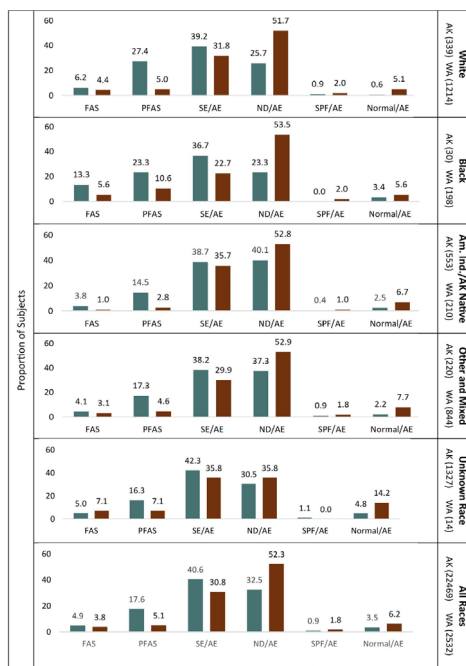 Proportion of Subjects
60
40
20
0
6.2 4.4 27.4 5.0 39.2 31.8 25.7 51.7 0.9 2.0 0.6 5.1
FAS PFAS SE/AE ND/AE SPF/AE Normal/AE
White
AK (339) WA (1214)
60
40
20
0
13.3 5.6 23.3 10.6 36.7 22.7 23.3 53.5 0.0 2.0 3.4 5.6
FAS PFAS SE/AE ND/AE SPF/AE Normal/AE
Black
AK (30) WA (198)
60
40
20
0
3.8 1.0 14.5 2.8 38.7 35.7 40.1 52.8 0.4 1.0 2.5 6.7
FAS PFAS SE/AE ND/AE SPF/AE Normal/AE
Am. Ind./AK Native
AK (553) WA (210)
60
40
20
0
4.1 3.1 17.3 4.6 38.2 29.9 37.3 52.9 0.9 1.8 2.2 7.7
FAS PFAS SE/AE ND/AE SPF/AE Normal/AE
Other and Mixed
AK (220) WA (844)
60
40
20
0
5.0 7.1 16.3 7.1 42.3 35.8 30.5 35.8 1.1 0.0 4.8 14.2
FAS PFAS SE/AE ND/AE SPF/AE Normal/AE
Unknown Race
AK (1327) WA (14)
60
40
20
0
4.9 3.8 17.6 5.1 40.6 30.8 32.5 52.3 0.9 1.8 3.5 6.2
FAS PFAS SE/AE ND/AE SPF/AE Normal/AE
All Races
AK (22469) WA (2532)